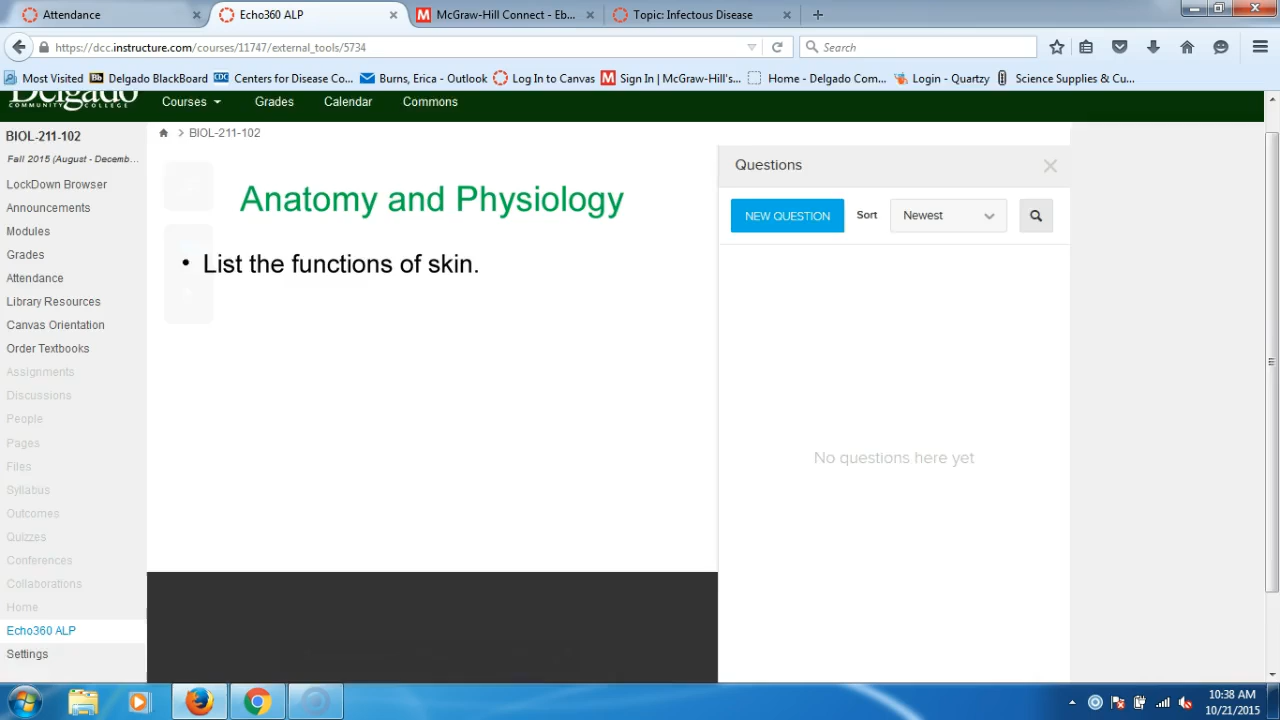 Attendance
Echo360 ALP
McGraw-Hill Connect - Eb...
Topic: Infectous Disease
https://dcc.instructure.com/courses/11747/external_tools/5734
Search
Most Visited
Delgado BlackBoard
Centers for Disease Co...
Burns, Erica - Outlook
Log In to Canvas
Sign In | McGraw-Hill's...
Home - Delgado Com...
Login - Quartzy
Science Supplies & Cu...
Delgado
COMMUNITY COLLEGE
Courses
Grades
Calendar
Commons
BIOL-211-102
Fall 2015 (August - Decemb...
LockDown Browser
Announcements
Modules
Grades
Attendance
Library Resources
Canvas Orientation
Order Textbooks
Assignments
Discussions
People
Pages
Files
Syllabus
Outcomes
Quizzes
Conferences
Collaborations
Home
Echo360 ALP
Settings
> BIOL-211-102
Anatomy and Physiology
• List the functions of skin.
Questions
NEW QUESTION
Sort
Newest
No questions here yet
10:38 AM
10/21/2015